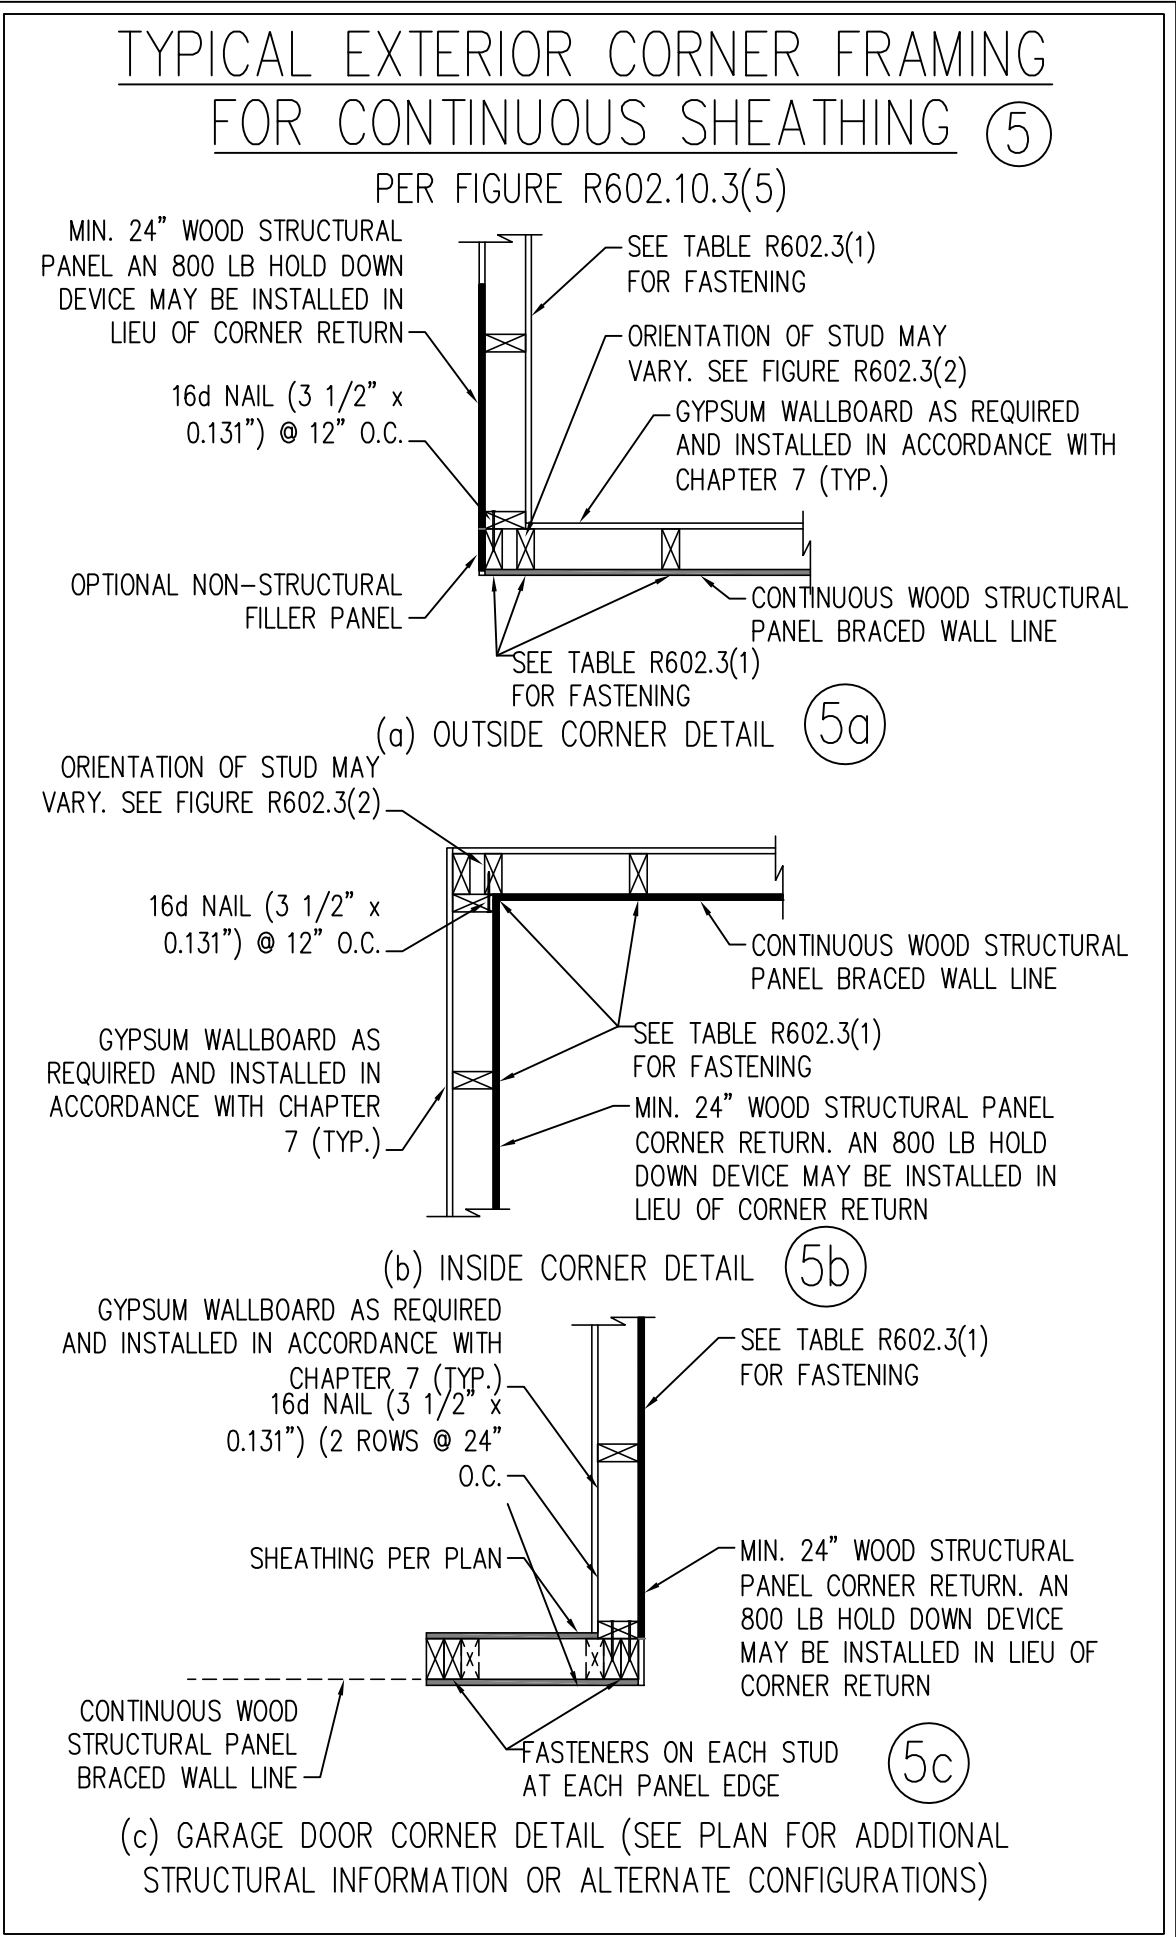 TYPICAL EXTERIOR CORNER FRAMING
FOR CONTINUOUS SHEATHING 5
PER FIGURE R602.10.3(5)
MIN. 24" WOOD STRUCTURAL
PANEL AN 800 LB HOLD DOWN
DEVICE MAY BE INSTALLED IN
LIEU OF CORNER RETURN
16d NAIL (3 1/2" x
0.131") @ 12" O.C.
OPTIONAL NON-STRUCTURAL
FILLER PANEL
SEE TABLE R602.3(1)
FOR FASTENING
ORIENTATION OF STUD MAY
VARY. SEE FIGURE R602.3(2)
GYPSUM WALLBOARD AS REQUIRED
AND INSTALLED IN ACCORDANCE WITH
CHAPTER 7 (TYP.)
CONTINUOUS WOOD STRUCTURAL
PANEL BRACED WALL LINE
SEE TABLE R602.3(1)
FOR FASTENING
(a) OUTSIDE CORNER DETAIL 5a
ORIENTATION OF STUD MAY
VARY. SEE FIGURE R602.3(2)
16d NAIL (3 1/2" x
0.131") @ 12" O.C.
GYPSUM WALLBOARD AS
REQUIRED AND INSTALLED IN
ACCORDANCE WITH CHAPTER
7 (TYP.)
CONTINUOUS WOOD STRUCTURAL
PANEL BRACED WALL LINE
SEE TABLE R602.3(1)
FOR FASTENING
MIN. 24" WOOD STRUCTURAL PANEL
CORNER RETURN. AN 800 LB HOLD
DOWN DEVICE MAY BE INSTALLED IN
LIEU OF CORNER RETURN
(b) INSIDE CORNER DETAIL 5b
GYPSUM WALLBOARD AS REQUIRED
AND INSTALLED IN ACCORDANCE WITH
CHAPTER 7 (TYP.)
16d NAIL (3 1/2" x
0.131") (2 ROWS @ 24"
O.C.
SHEATHING PER PLAN
CONTINUOUS WOOD
STRUCTURAL PANEL
BRACED WALL LINE
SEE TABLE R602.3(1)
FOR FASTENING
MIN. 24" WOOD STRUCTURAL
PANEL CORNER RETURN. AN
800 LB HOLD DOWN DEVICE
MAY BE INSTALLED IN LIEU OF
CORNER RETURN
FASTENERS ON EACH STUD
AT EACH PANEL EDGE
5c
(c) GARAGE DOOR CORNER DETAIL (SEE PLAN FOR ADDITIONAL
STRUCTURAL INFORMATION OR ALTERNATE CONFIGURATIONS)